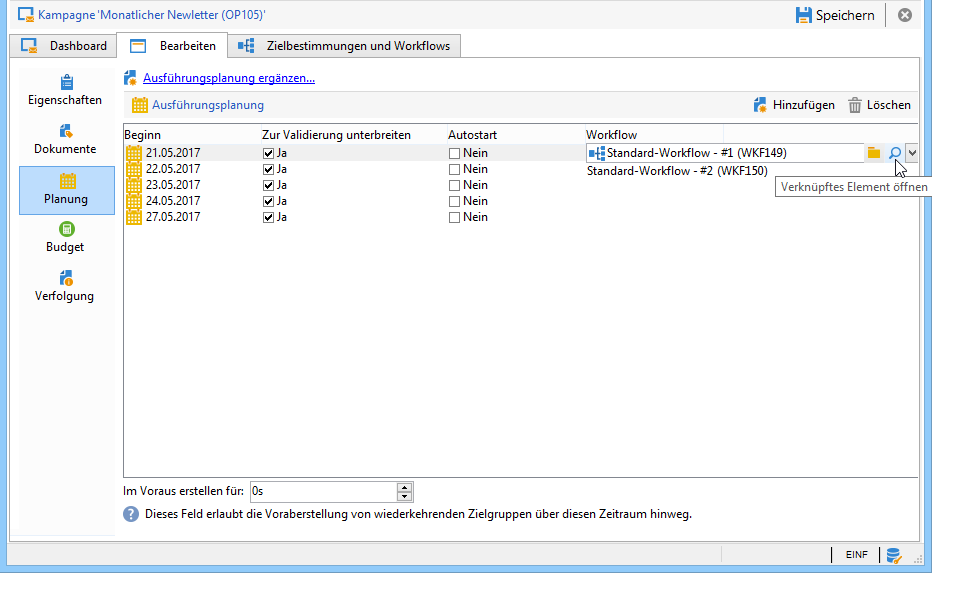 Kampagne 'Monatlicher Newletter (OP105)'
Speichern
Dashboard
Bearbeiten
Zielbestimmungen und Workflows
Eigenschaften
Dokumente
Planung
Budget
Verfolgung
Ausführungsplanung ergänzen...
Ausführungsplanung
Hinzufügen
Löschen
Beginn Zur Validierung unterbreiten Autostart Workflow
21.05.2017 Ja Nein Standard-Workflow - #1 (WKF149)
22.05.2017 Ja Nein Standard-Workflow - #2 (WKF150)
23.05.2017 Ja Nein
24.05.2017 Ja Nein
27.05.2017 Ja Nein
Verknüpftes Element öffnen
Im Voraus erstellen für: 0s
Dieses Feld erlaubt die Voraberstellung von wiederkehrenden Zielgruppen über diesen Zeitraum hinweg.
EINF